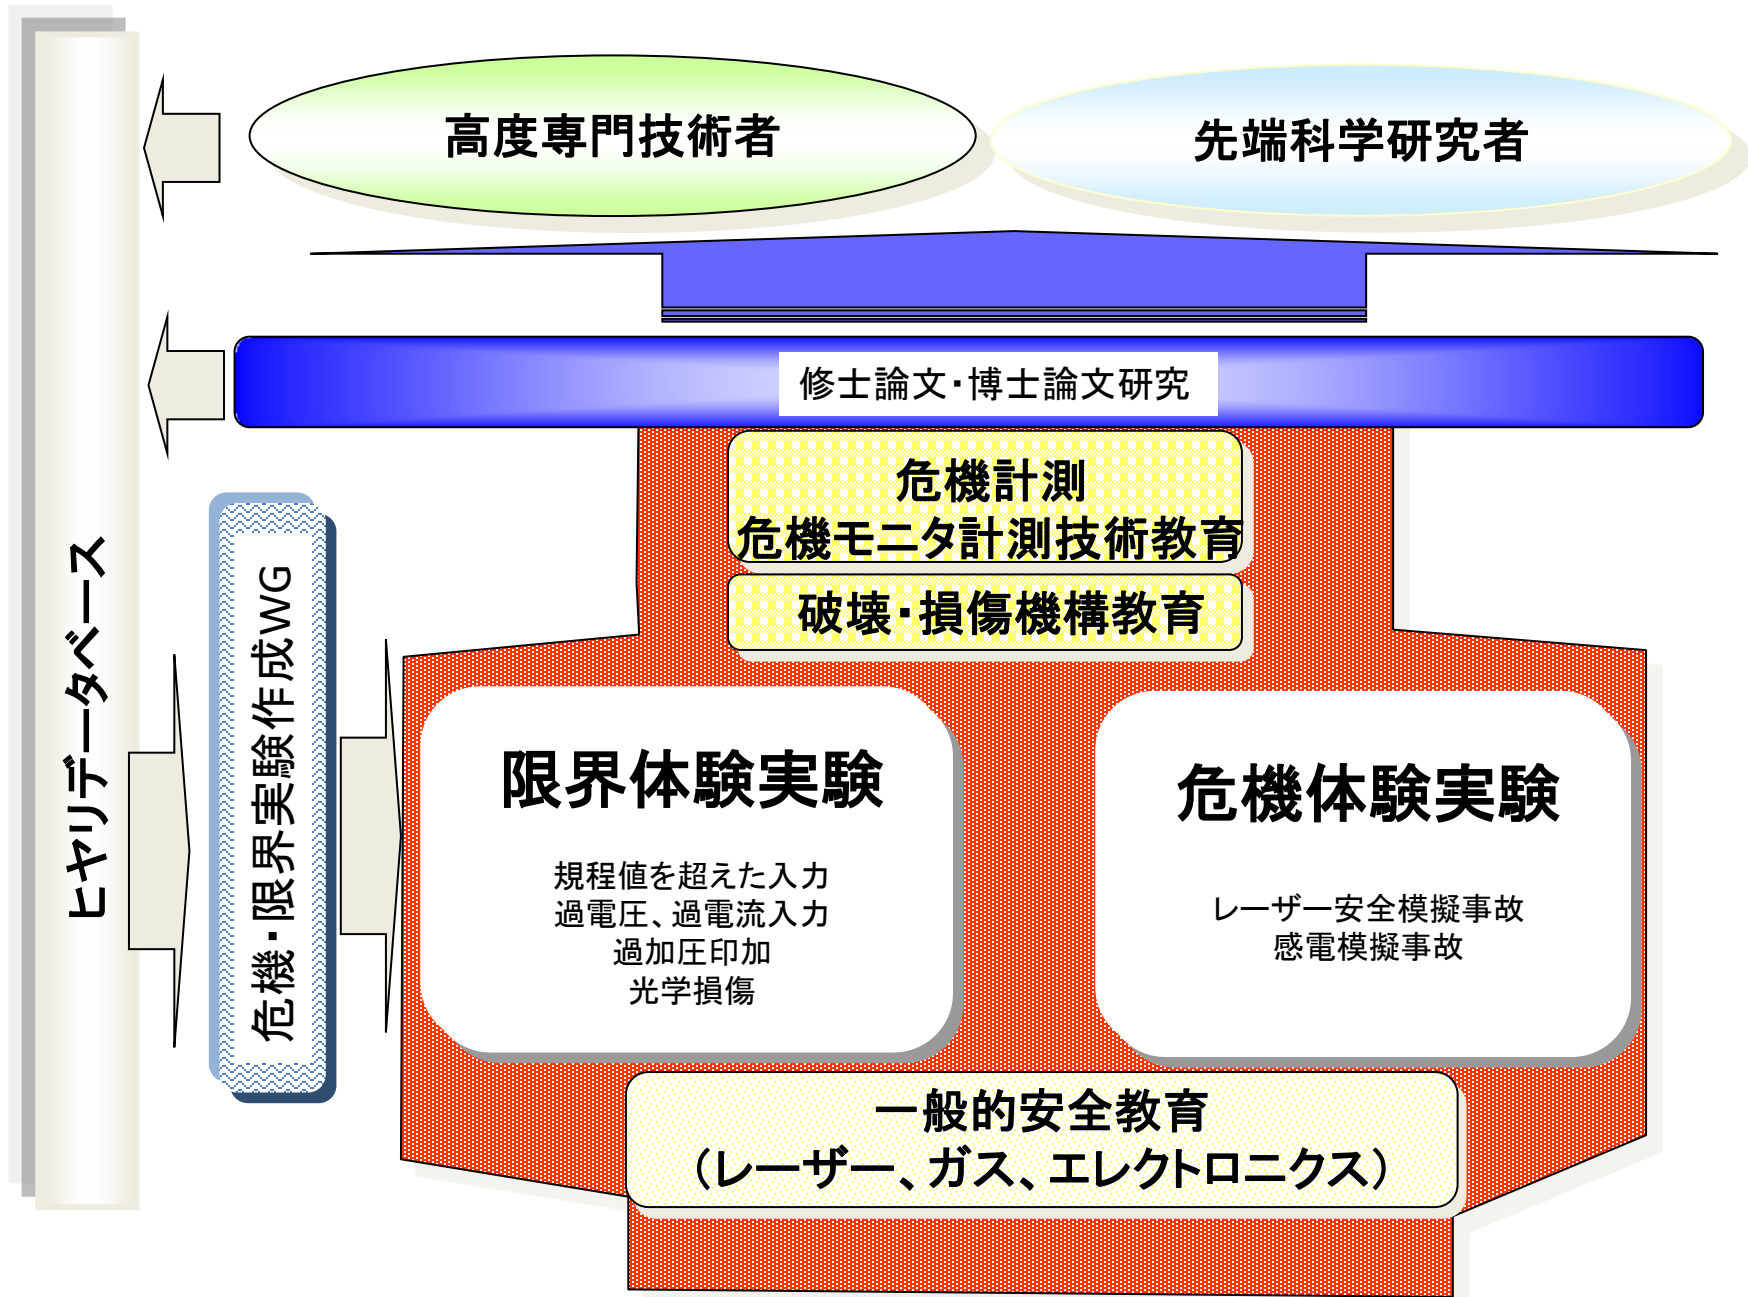 高度専門技術者
先端科学研究者
修士論文・博士論文研究
危機計測
危機モニタ計測技術教育
破壊・損傷機構教育
ヒヤリデータベース
危機・限界実験作成WG
限界体験実験
規程値を超えた入力
過電圧、過電流入力
過加圧印加
光学損傷
危機体験実験
レーザー安全模擬事故
感電模擬事故
一般的安全教育
（レーザー、ガス、エレクトロニクス）